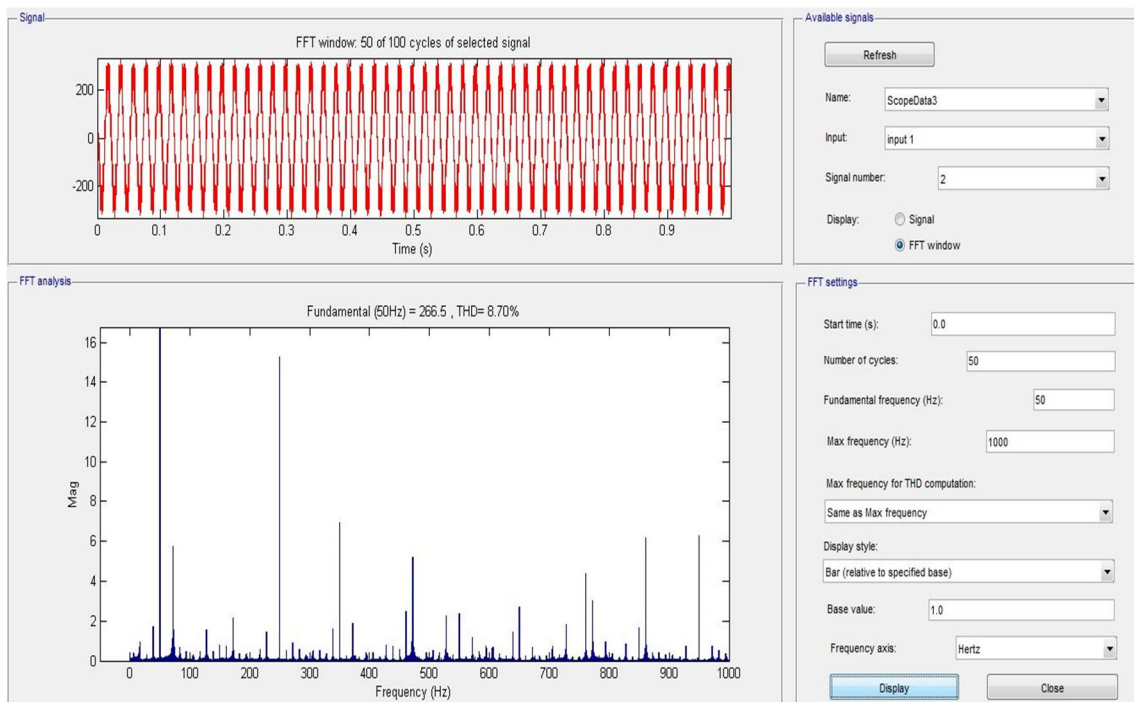 Signal
FFT window: 50 of 100 cycles of selected signal
200
0
-200
0 0.1 0.2 0.3 0.4 0.5 0.6 0.7 0.8 0.9
Time (s)
Available signals
Refresh
Name: ScopeData3
Input: input 1
Signal number: 2
Display: Signal
FFT window
FFT analysis
Fundamental (50Hz) = 266.5 , THD= 8.70%
16
14
12
10
8
6
4
2
0
Mag
0 100 200 300 400 500 600 700 800 900 1000
Frequency (Hz)
FFT settings
Start time (s): 0.0
Number of cycles: 50
Fundamental frequency (Hz): 50
Max frequency (Hz): 1000
Max frequency for THD computation:
Same as Max frequency
Display style:
Bar (relative to specified base)
Base value: 1.0
Frequency axis: Hertz
Display Close